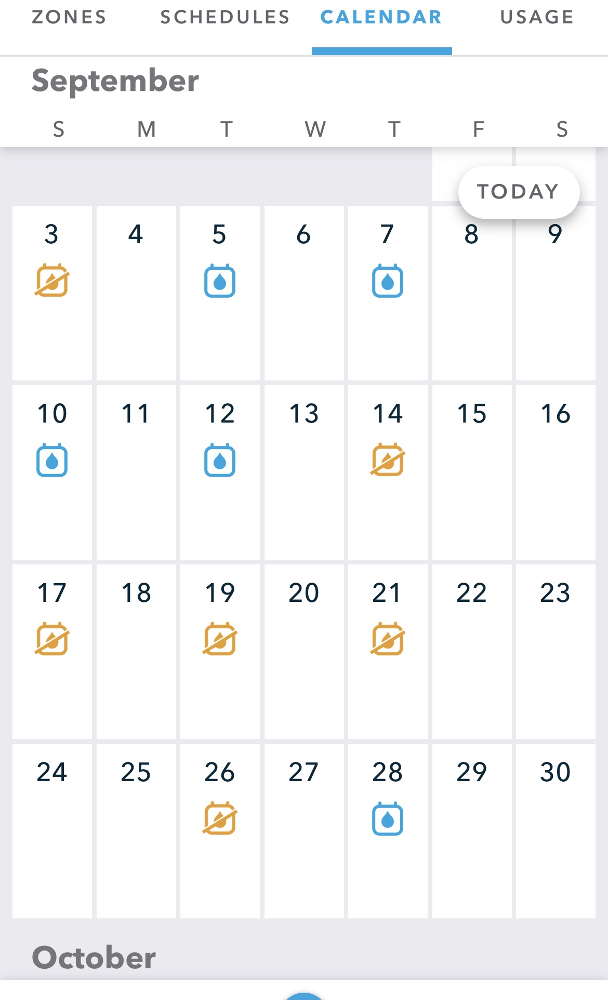 ZONES SCHEDULES CALENDAR USAGE
September
S M T W T F S
TODAY
3 4 5 6 7 8 9
10 11 12 13 14 15 16
17 18 19 20 21 22 23
24 25 26 27 28 29 30
October